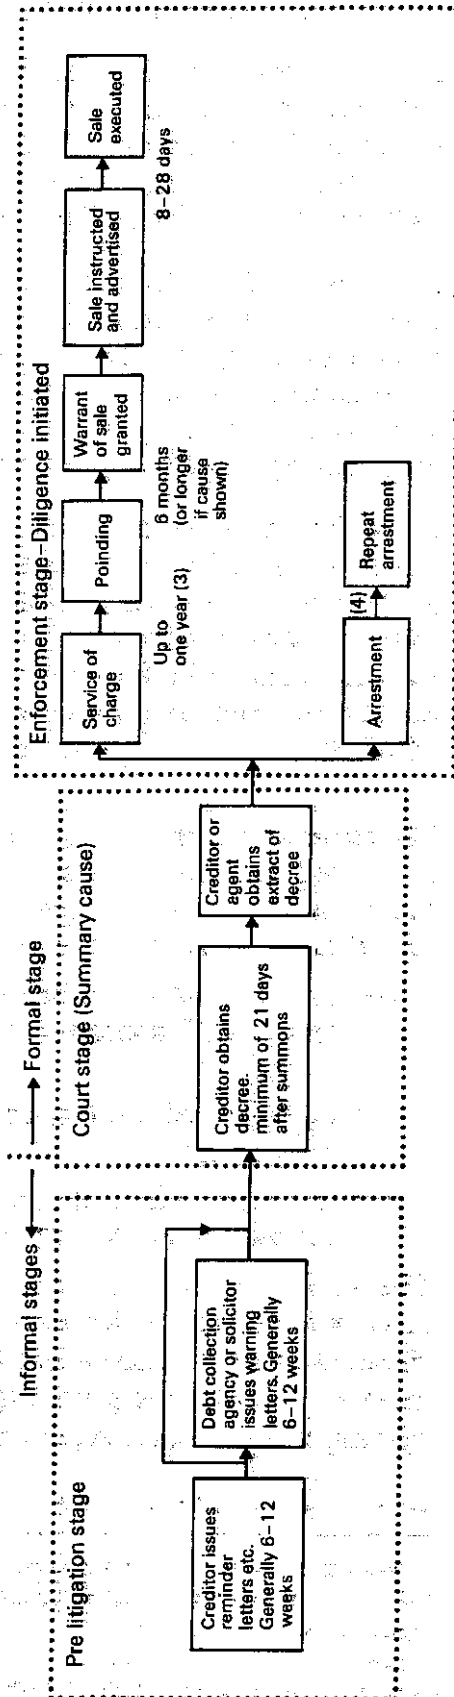 Informal stages
Formal stage
Pre litigation stage
Creditor issues
reminder
letters etc.
Generally 6–12
weeks
Debt collection
agency or solicitor
issues warning
letters. Generally
6–12 weeks
Court stage (Summary cause)
Creditor obtains
decree.
minimum of 21 days
after summons
Creditor or
agent
obtains
extract of
decree
Enforcement stage–Diligence initiated
Service of
charge
Up to
one year (3)
Poinding
6 months
(or longer
if cause
shown)
Warrant
of sale
granted
Sale instructed
and advertised
8–28 days
Sale
executed
Arrestment
(4)
Repeat
arrestment